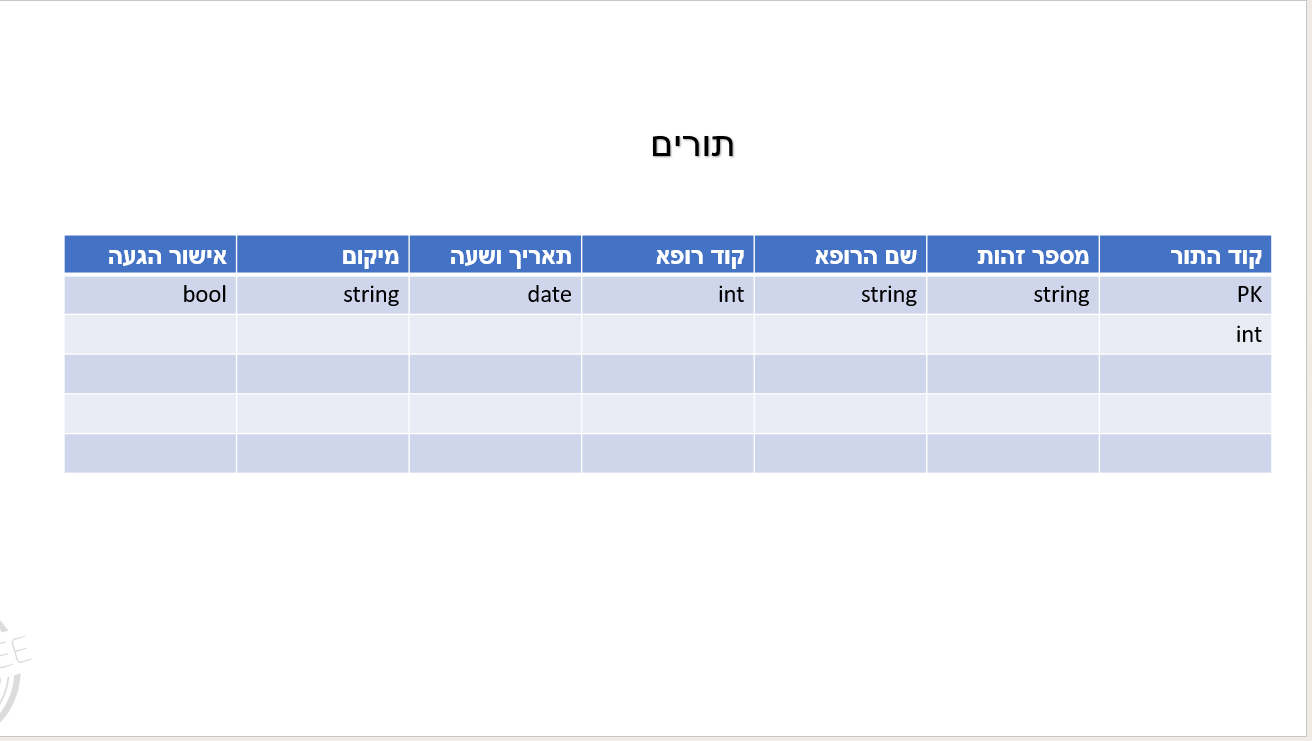 תורים
קוד התור מספר זהות שם הרופא קוד רופא תאריך ושעה מיקום אישור הגעה
PK string string int date string bool
int
EE